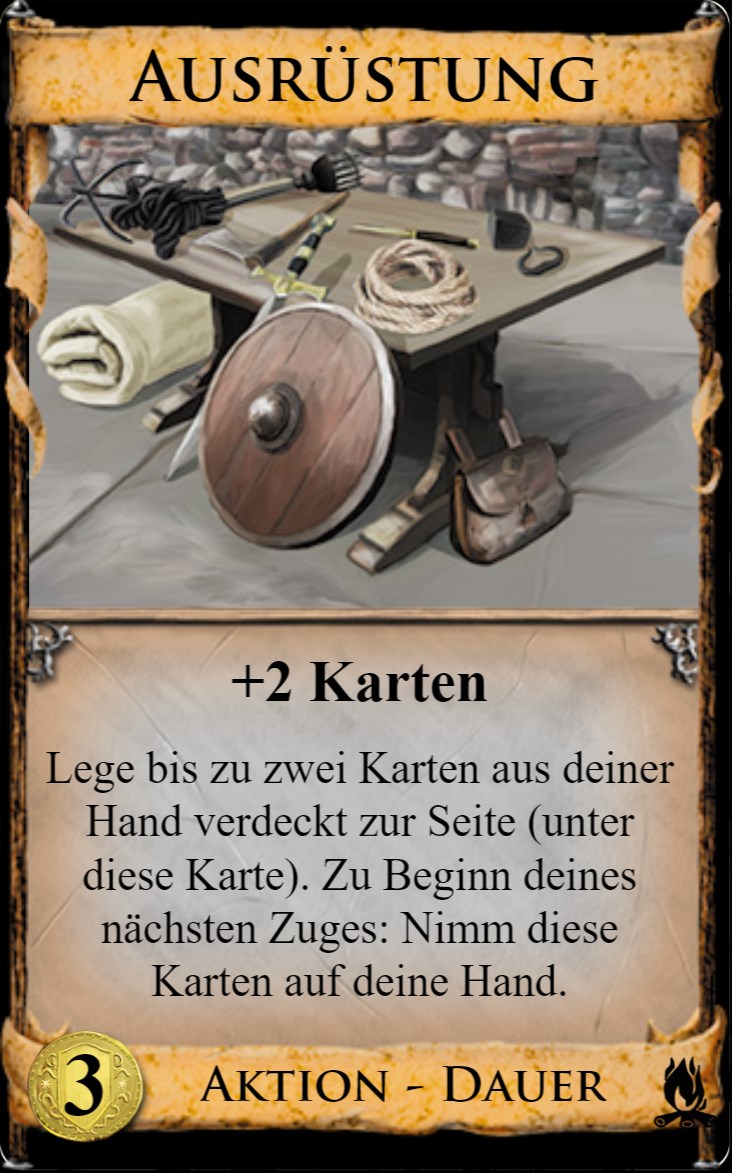 Ausrüstung
+2 Karten
Lege bis zu zwei Karten aus deiner
Hand verdeckt zur Seite (unter
diese Karte). Zu Beginn deines
nächsten Zuges: Nimm diese
Karten auf deine Hand.
3
Aktion - Dauer